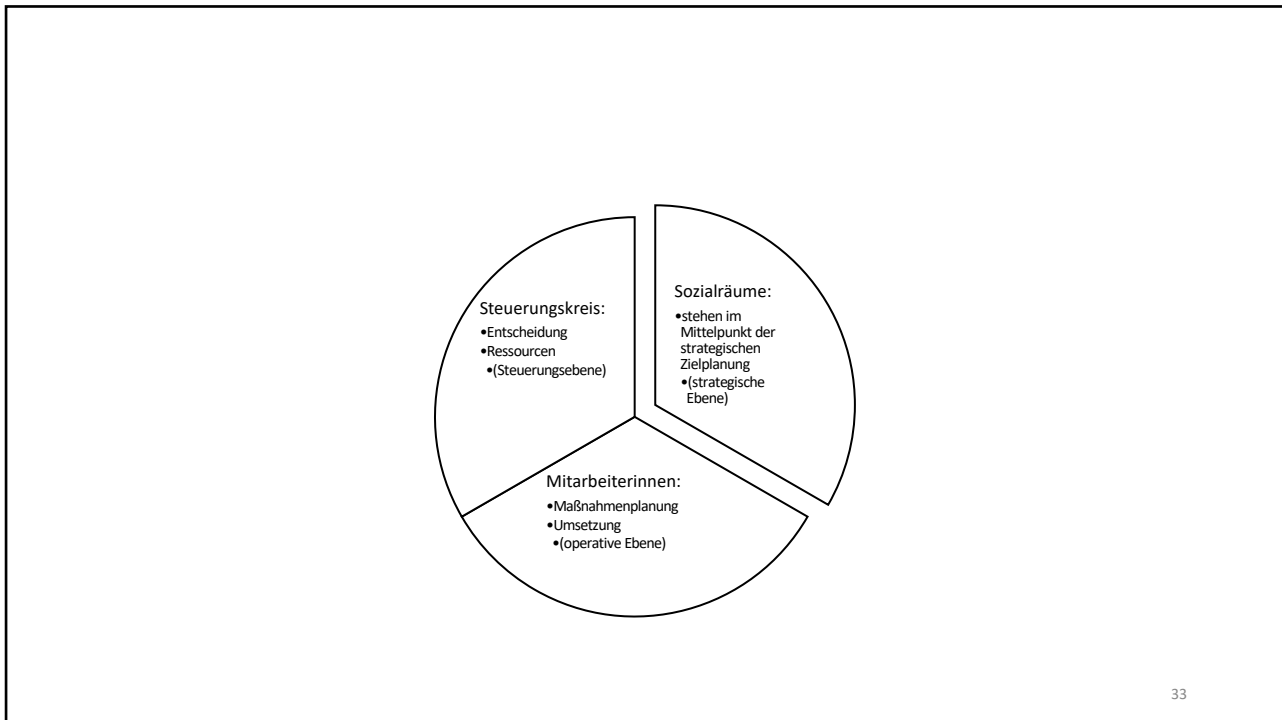 Steuerungskreis:
•Entscheidung
•Ressourcen
•(Steuerungsebene)
Sozialräume:
•stehen im
Mittelpunkt der
strategischen
Zielplanung
•(strategische
Ebene)
Mitarbeiterinnen:
•Maßnahmenplanung
•Umsetzung
•(operative Ebene)
33